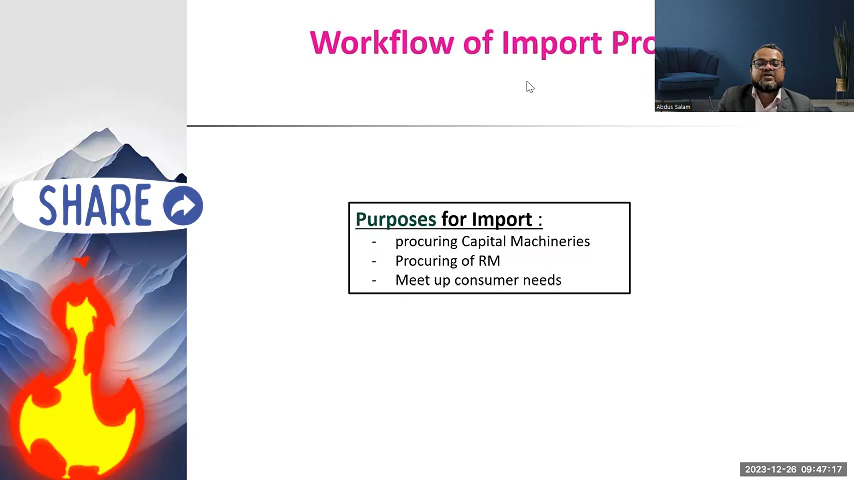 Workflow of Import Pro
Abdus Salam
SHARE
Purposes for Import :
- procuring Capital Machineries
- Procuring of RM
- Meet up consumer needs
2023-12-26 09:47:17